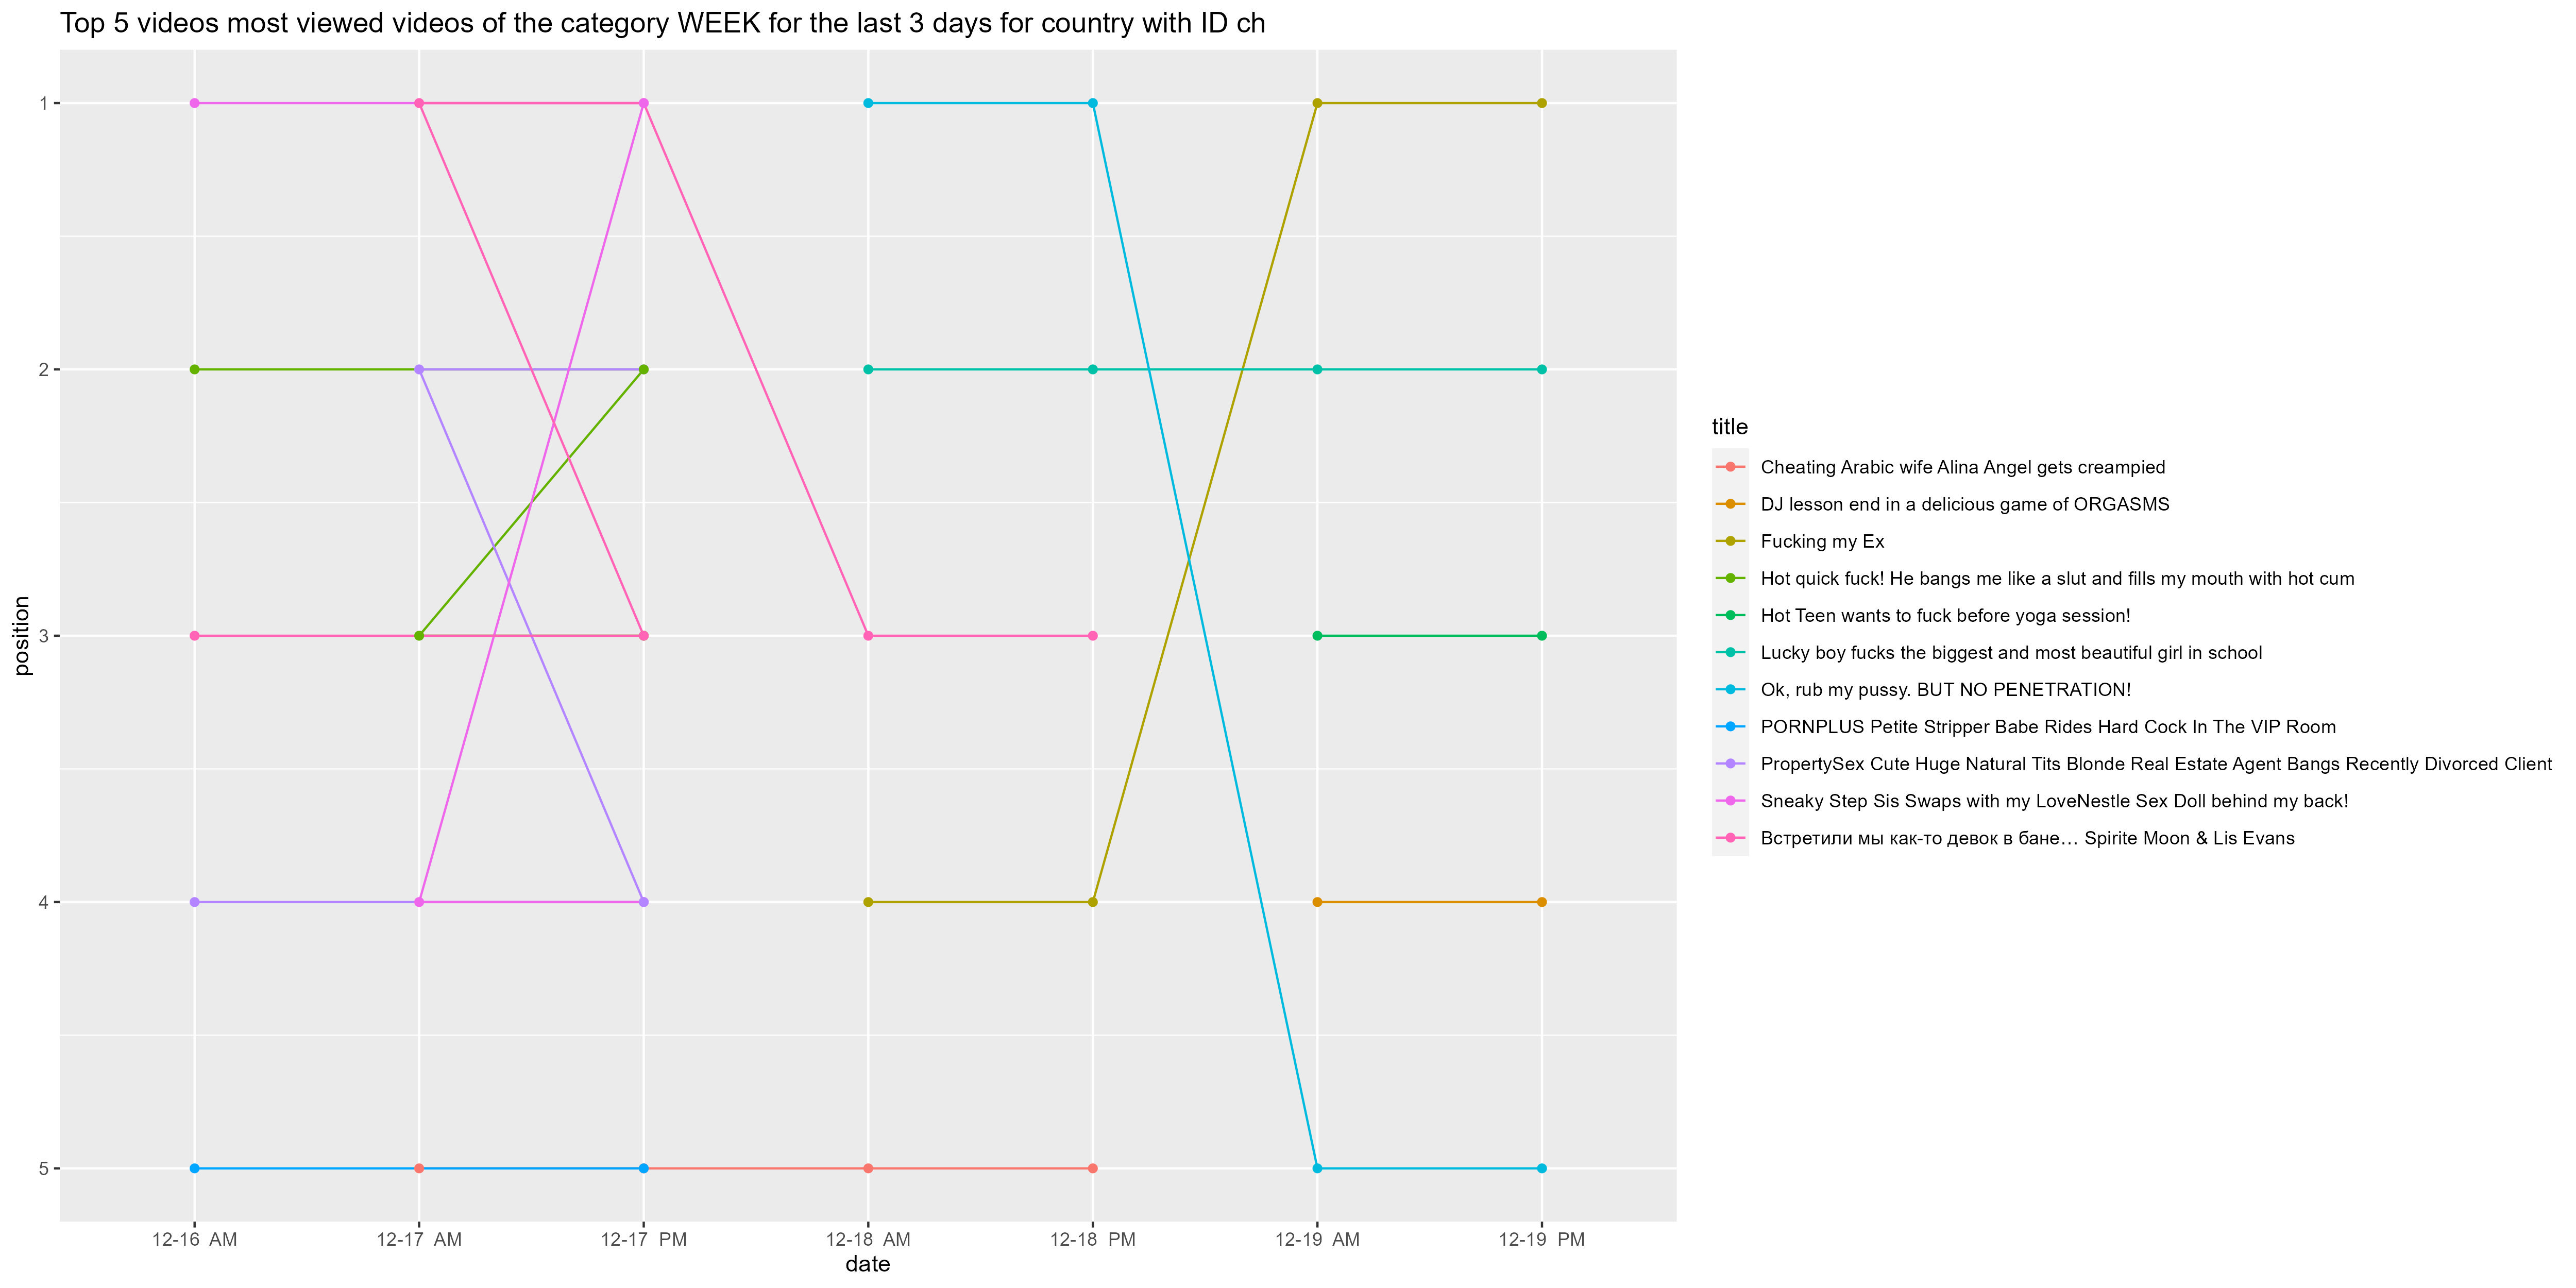 Top 5 videos most viewed videos of the category WEEK for the last 3 days for country with ID ch
position
1
2
3
4
5
12-16 AM
12-17 AM
12-17 PM
12-18 AM
12-18 PM
12-19 AM
12-19 PM
date
title
Cheating Arabic wife Alina Angel gets creampied
DJ lesson end in a delicious game of ORGASMS
Fucking my Ex
Hot quick fuck! He bangs me like a slut and fills my mouth with hot cum
Hot Teen wants to fuck before yoga session!
Lucky boy fucks the biggest and most beautiful girl in school
Ok, rub my pussy. BUT NO PENETRATION!
PORNPLUS Petite Stripper Babe Rides Hard Cock In The VIP Room
PropertySex Cute Huge Natural Tits Blonde Real Estate Agent Bangs Recently Divorced Client
Sneaky Step Sis Swaps with my LoveNestle Sex Doll behind my back!
Встретили мы как-то девок в бане… Spirite Moon & Lis Evans